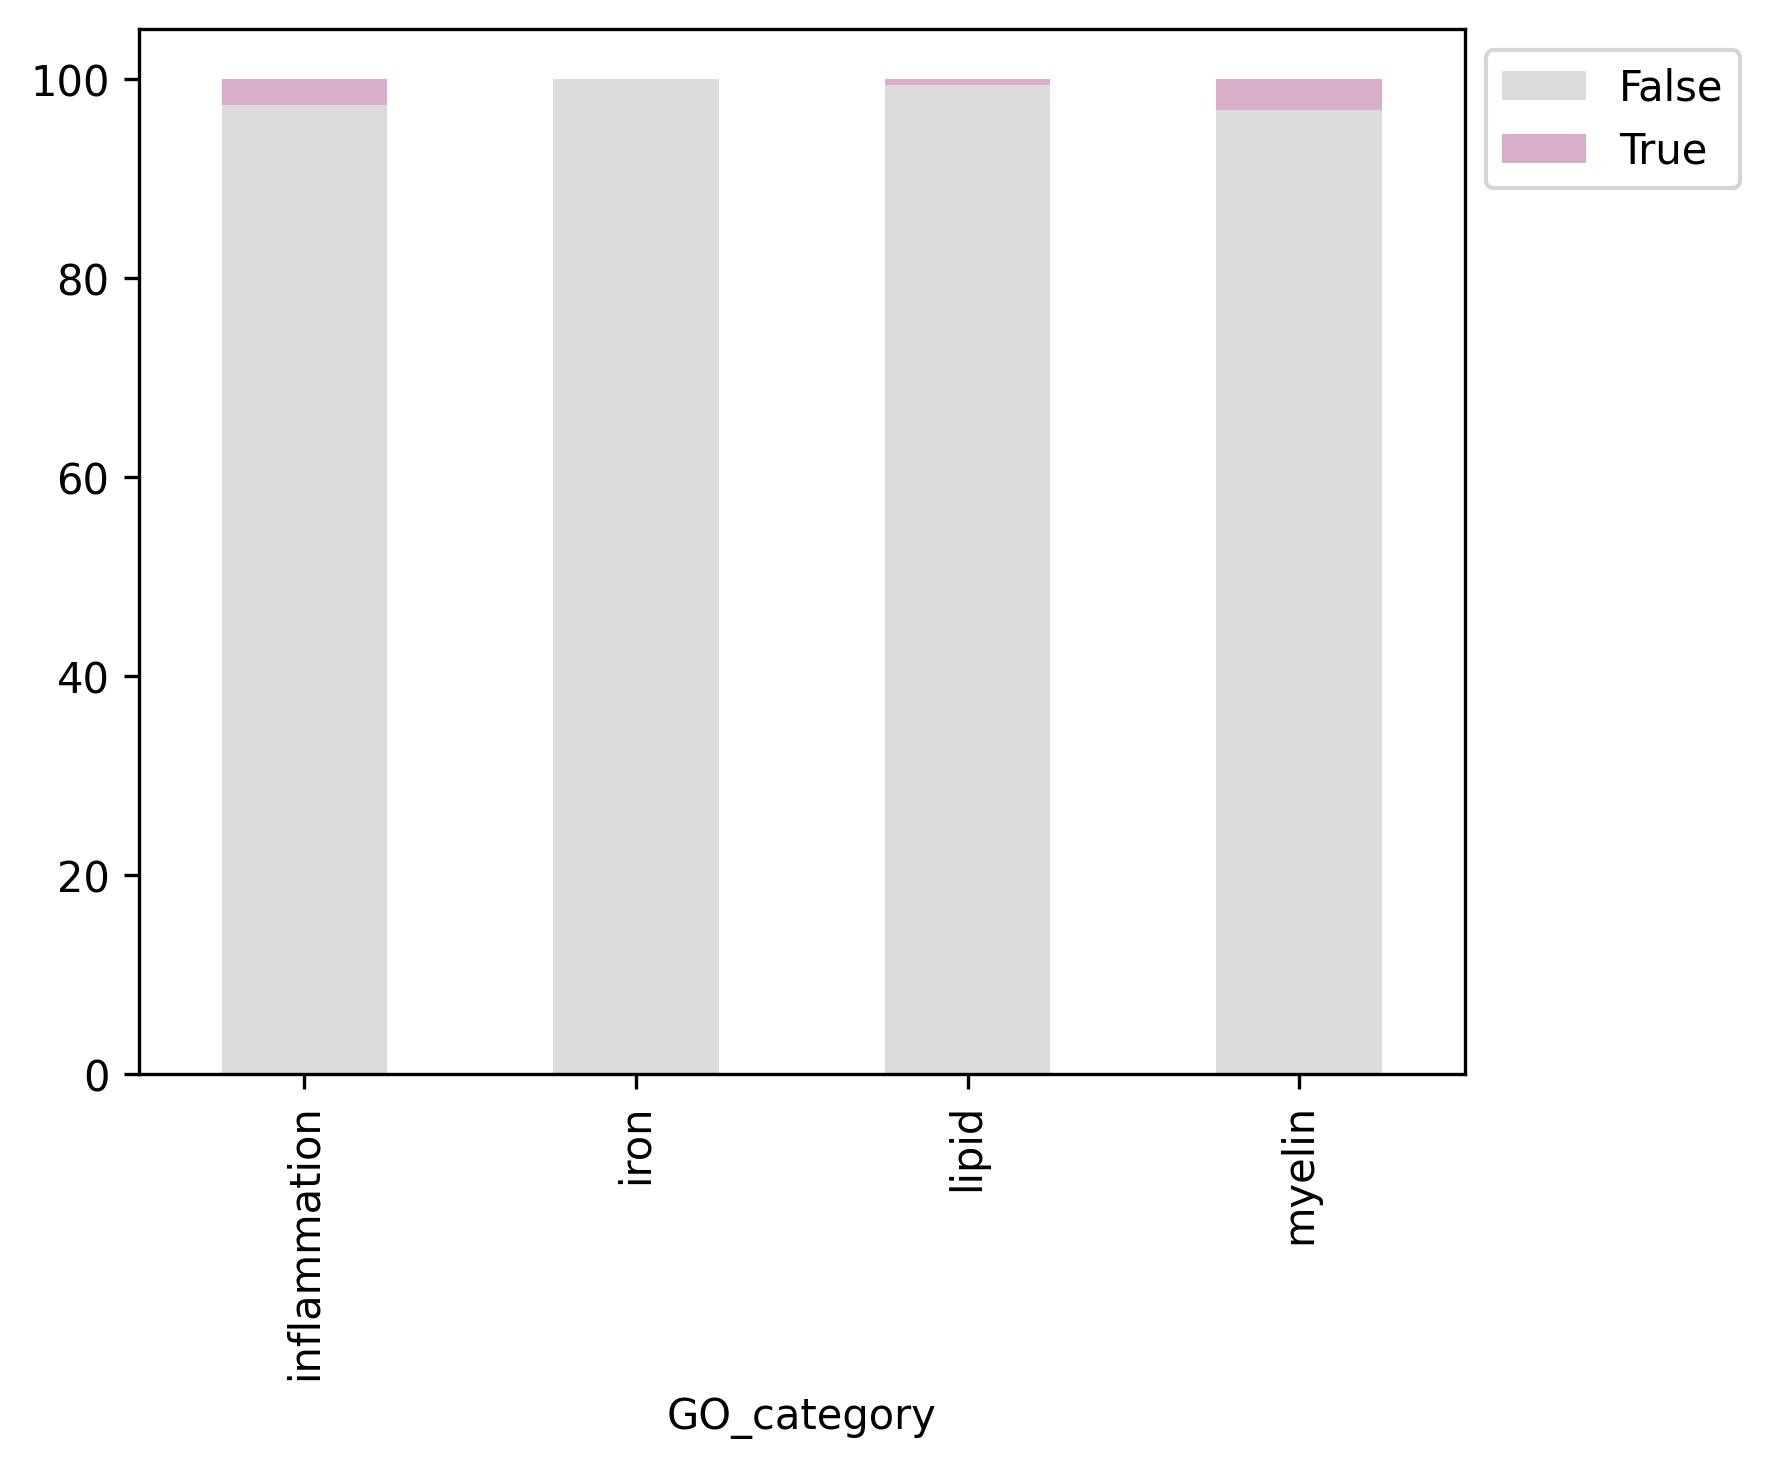 100
80
60
40
20
0
False
True
inflammation
iron
lipid
myelin
GO_category